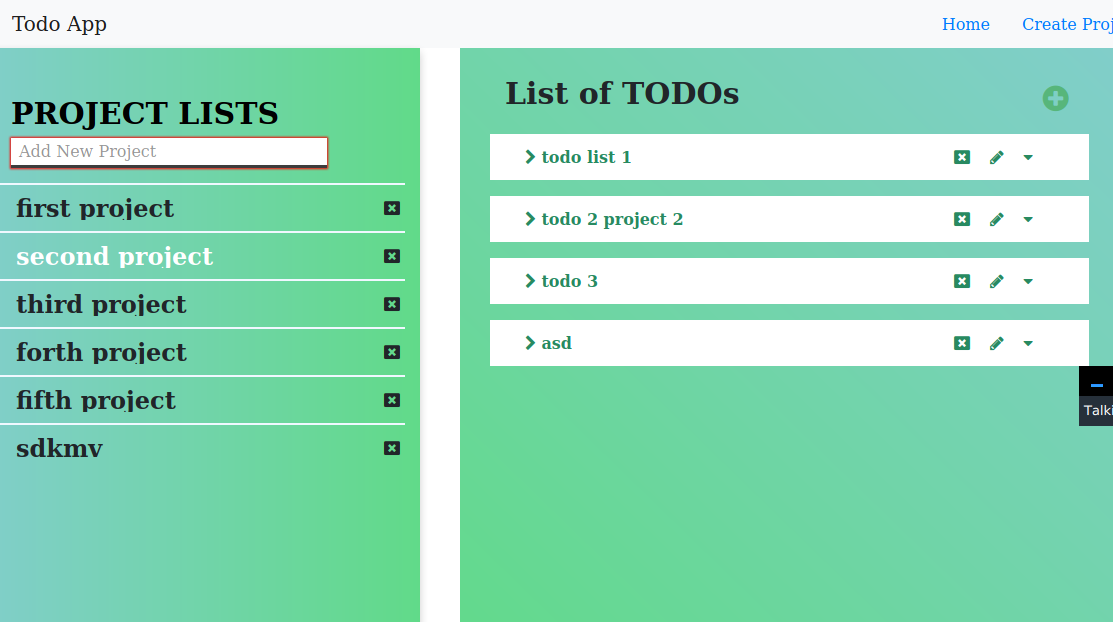 Todo App
Home
Create Proj
PROJECT LISTS
Add New Project
first project
second project
third project
forth project
fifth project
sdkmv
List of TODOs
todo list 1
todo 2 project 2
todo 3
asd
Talki